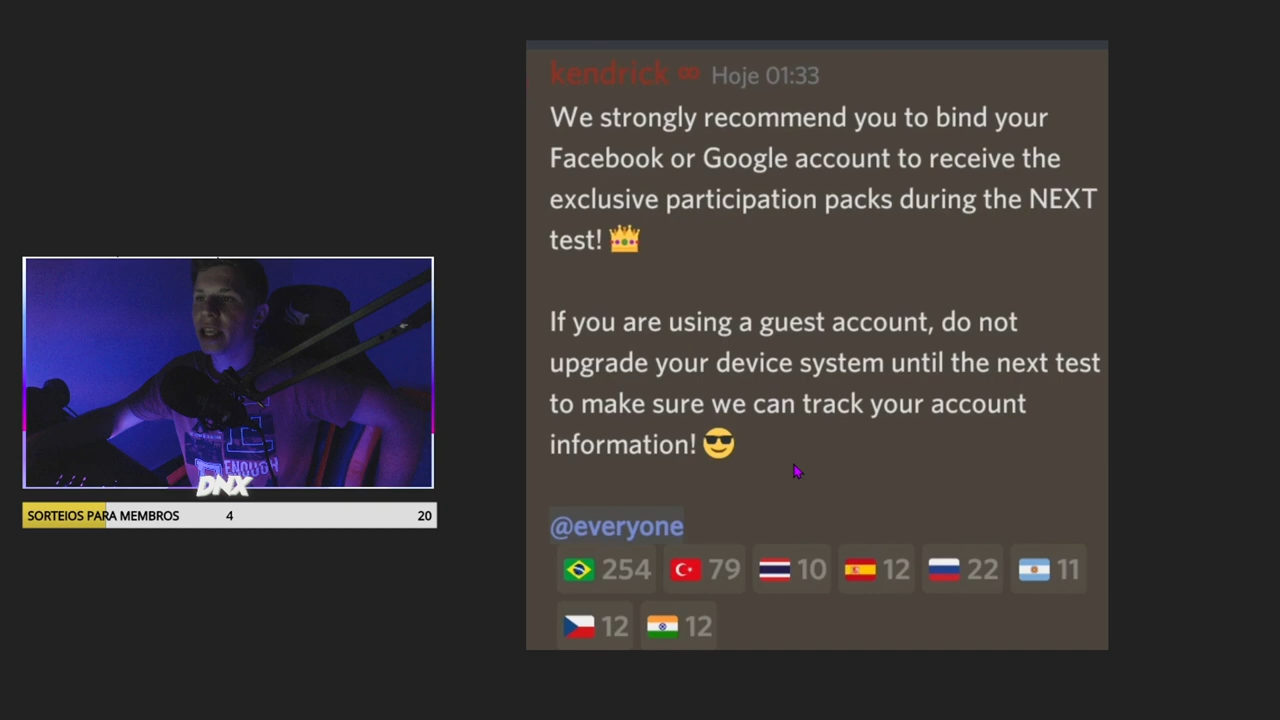 kendrick ∞ Hoje 01:33
We strongly recommend you to bind your
Facebook or Google account to receive the
exclusive participation packs during the NEXT
test! 👑
If you are using a guest account, do not
upgrade your device system until the next test
to make sure we can track your account
information! 😎
@everyone
🇧🇷 254 🇹🇷 79 🇹🇭 10 🇪🇸 12 🇷🇺 22 🇦🇷 11
🇨🇿 12 🇮🇳 12
ENOUGH
DNX
SORTEIOS PARA MEMBROS 4 20